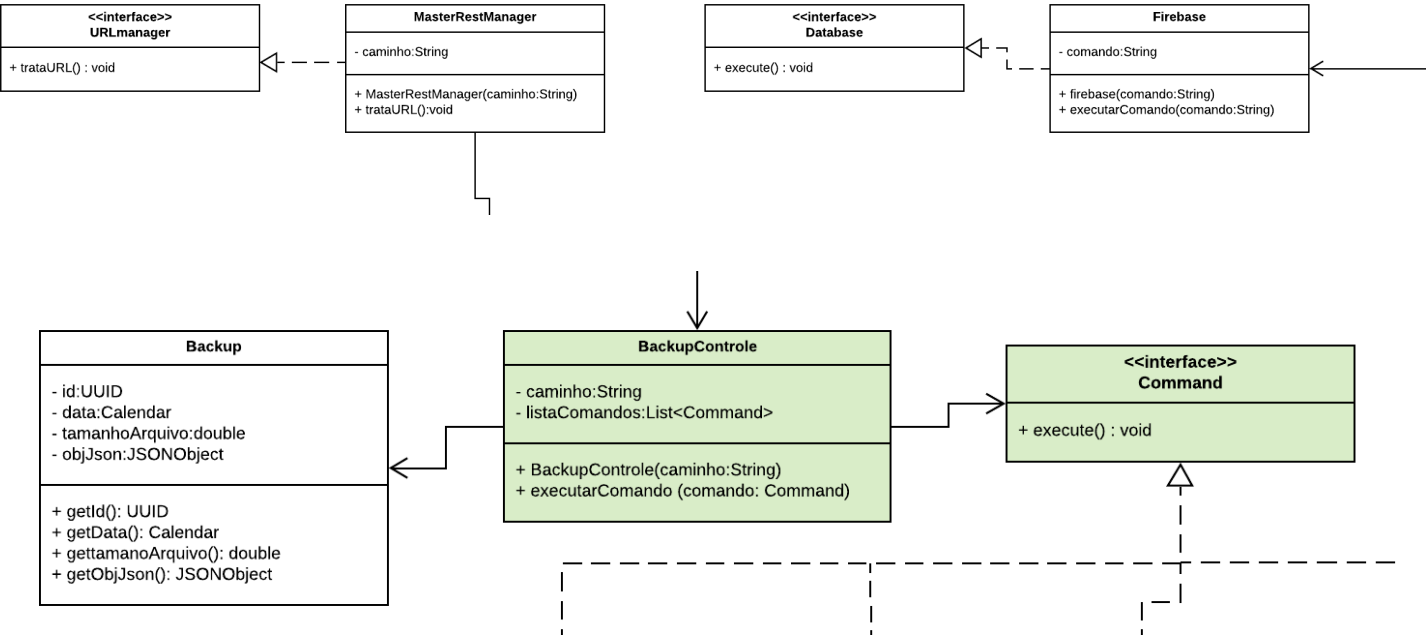 <<interface>>
URLmanager
+ trataURL() : void
MasterRestManager
- caminho:String
+ MasterRestManager(caminho:String)
+ trataURL():void
<<interface>>
Database
+ execute() : void
Firebase
- comando:String
+ firebase(comando:String)
+ executarComando(comando:String)
Backup
- id:UUID
- data:Calendar
- tamanhoArquivo:double
- objJson:JSONObject
+ getId(): UUID
+ getData(): Calendar
+ gettamanoArquivo(): double
+ getObjJson(): JSONObject
BackupControle
- caminho:String
- listaComandos:List<Command>
+ BackupControle(caminho:String)
+ executarComando (comando: Command)
<<interface>>
Command
+ execute() : void